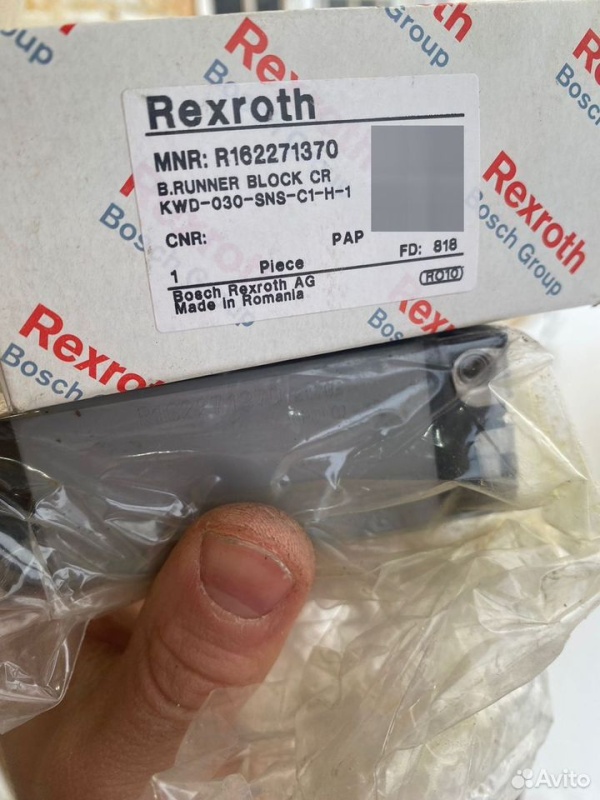 Rexroth
Bosch Group
Rexroth
MNR: R162271370
B.RUNNER BLOCK CR
KWD-030-SNS-C1-H-1
CNR:
PAP
FD: 818
1 Piece
RO10
Bosch Rexroth AG
Made in Romania
Rexroth
Bosch Group
Rexroth
Bosch Group
Avito